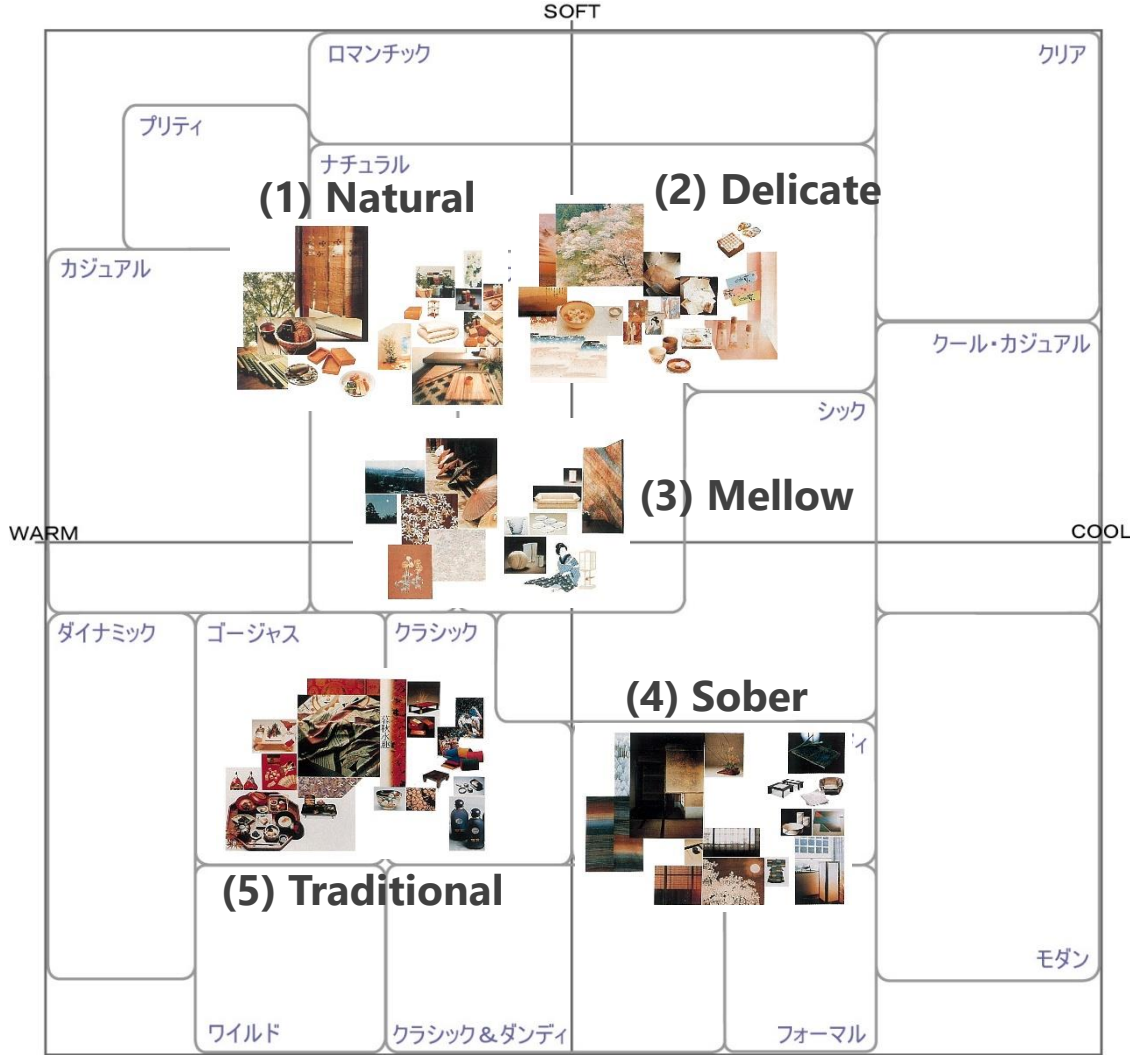 SOFT
ロマンチック
クリア
プリティ
ナチュラル
(1) Natural
(2) Delicate
カジュアル
クール・カジュアル
シック
(3) Mellow
WARM
COOL
ダイナミック
ゴージャス
クラシック
(4) Sober
ィ
(5) Traditional
モダン
ワイルド
クラシック＆ダンディ
フォーマル